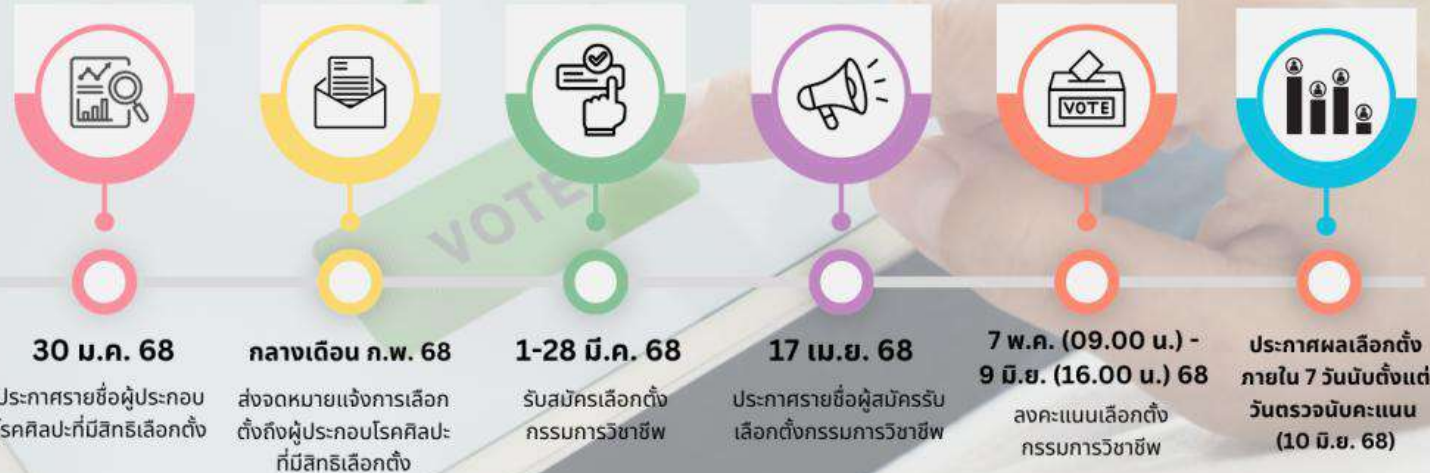 VOTE
VOTE
30 ม.ค. 68
ประกาศรายชื่อผู้ประกอบ
โรคศิลปะที่มีสิทธิเลือกตั้ง
กลางเดือน ก.พ. 68
ส่งจดหมายแจ้งการเลือก
ตั้งถึงผู้ประกอบโรคศิลปะ
ที่มีสิทธิเลือกตั้ง
1-28 มี.ค. 68
รับสมัครเลือกตั้ง
กรรมการวิชาชีพ
17 เม.ย. 68
ประกาศรายชื่อผู้สมัครรับ
เลือกตั้งกรรมการวิชาชีพ
7 พ.ค. (09.00 น.) -
9 มิ.ย. (16.00 น.) 68
ลงคะแนนเลือกตั้ง
กรรมการวิชาชีพ
ประกาศผลเลือกตั้ง
ภายใน 7 วันนับตั้งแต่
วันตรวจนับคะแนน
(10 มิ.ย. 68)